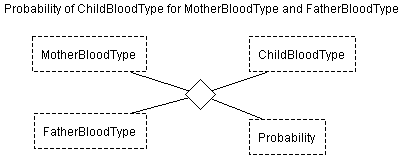 Probability of ChildBloodType for MotherBloodType and FatherBloodType
MotherBloodType
ChildBloodType
FatherBloodType
Probability